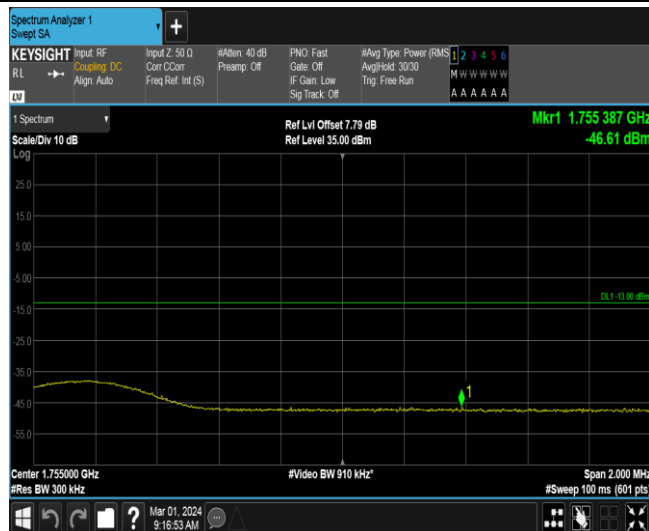 Spectrum Analyzer 1
Swept SA
+
KEYSIGHT
RL
LXI
Input: RF
Coupling: DC
Align: Auto
Input Z: 50 Ω
Corr CCorr
Freq Ref: Int (S)
#Atten: 40 dB
Preamp: Off
PNO: Fast
Gate: Off
IF Gain: Low
Sig Track: Off
#Avg Type: Power (RMS
Avg|Hold: 30/30
Trig: Free Run
1 2 3 4 5 6
M W W W W W
A A A A A A
1 Spectrum
Scale/Div 10 dB
Ref Lvl Offset 7.79 dB
Ref Level 35.00 dBm
Mkr1 1.755 387 GHz
-46.61 dBm
Log
25.0
15.0
5.00
-5.00
DL1 -13.00 dBm
-15.0
-25.0
-35.0
1
-45.0
-55.0
Center 1.755000 GHz
#Video BW 910 kHz*
Span 2.000 MHz
#Res BW 300 kHz
#Sweep 100 ms (601 pts)
?
Mar 01, 2024
9:16:53 AM